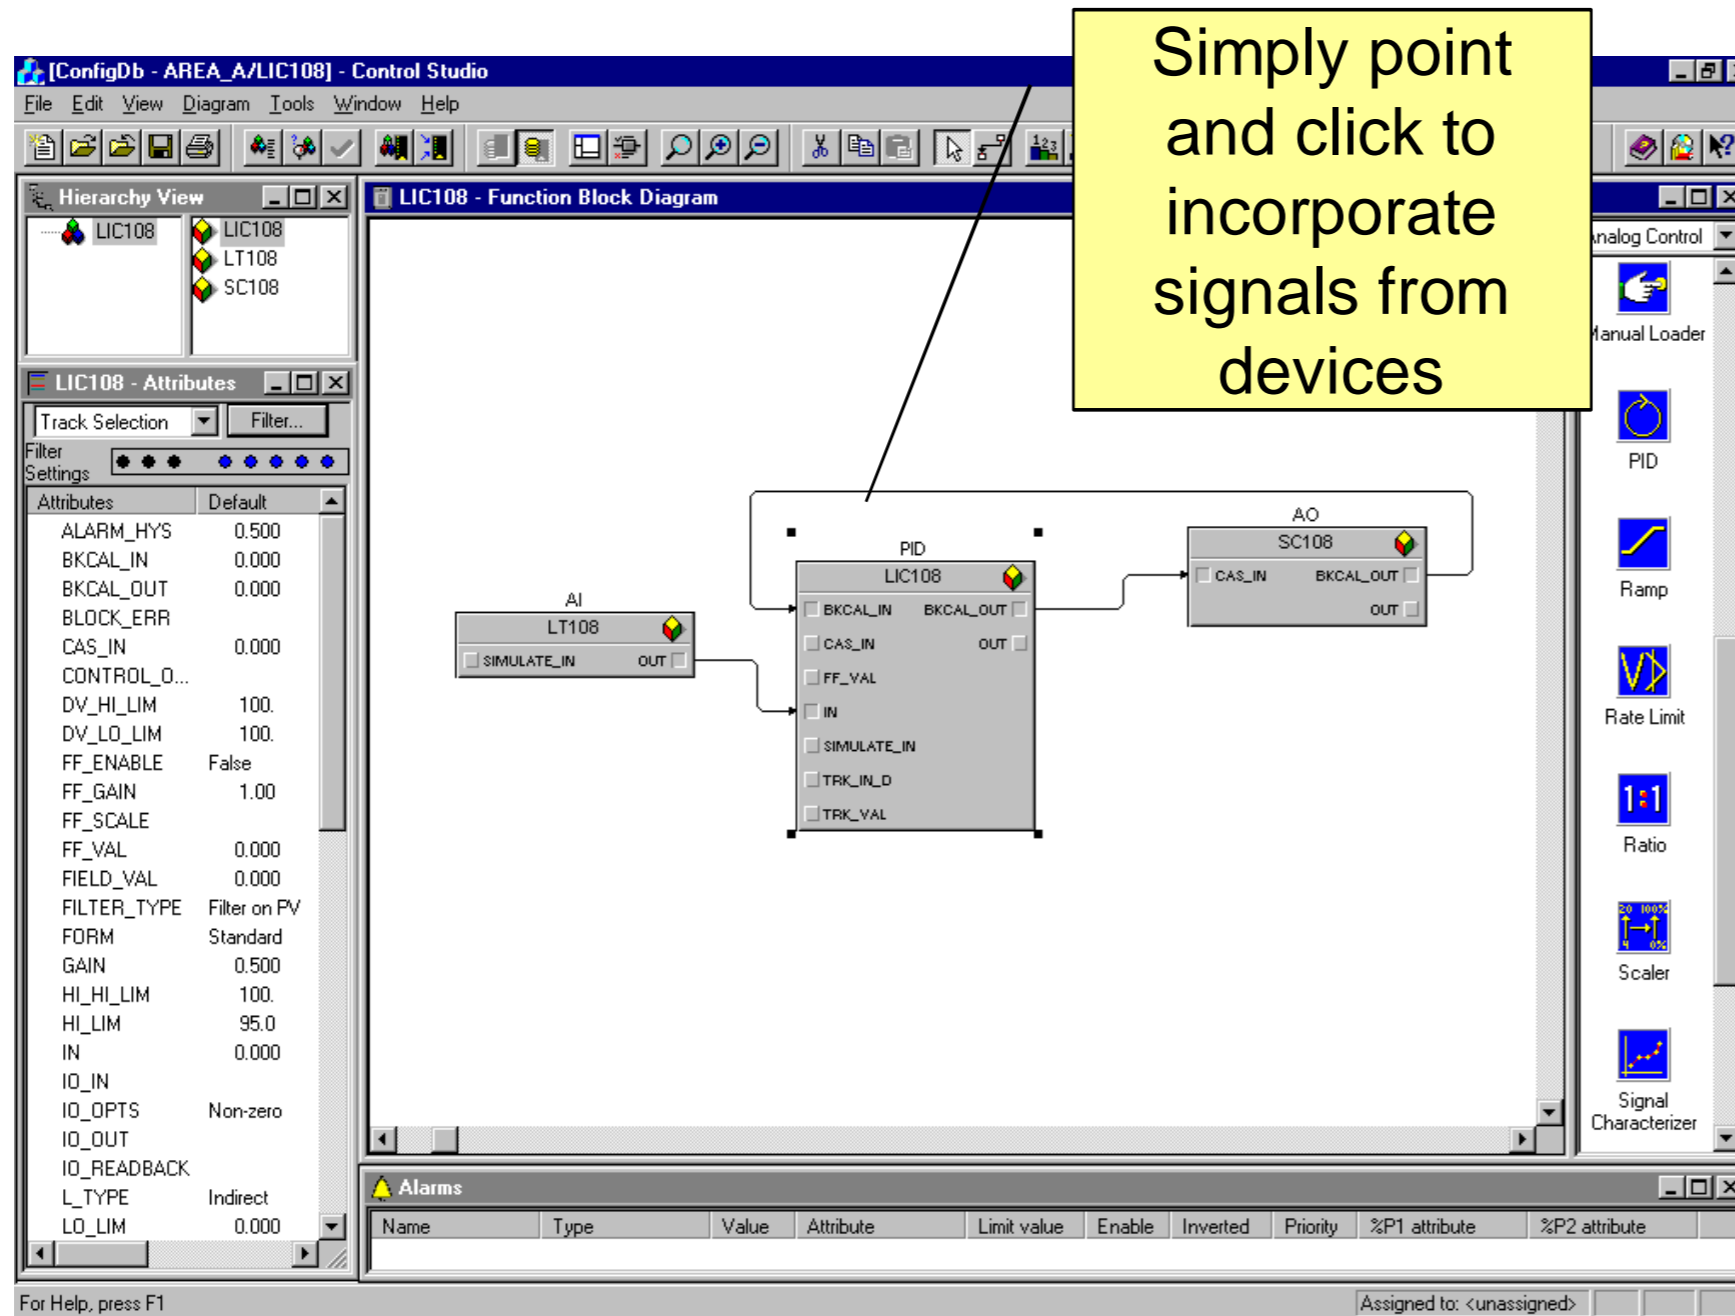 Simply point
and click to
incorporate
signals from
devices
[ConfigDb - AREA_A/LIC108] - Control Studio
File Edit View Diagram Tools Window Help
Hierarchy View
LIC108
LIC108
LT108
SC108
LIC108 - Attributes
Track Selection Filter...
Filter
Settings
Attributes Default
ALARM_HYS 0.500
BKCAL_IN 0.000
BKCAL_OUT 0.000
BLOCK_ERR
CAS_IN 0.000
CONTROL_O...
DV_HI_LIM 100.
DV_LO_LIM 100.
FF_ENABLE False
FF_GAIN 1.00
FF_SCALE
FF_VAL 0.000
FIELD_VAL 0.000
FILTER_TYPE Filter on PV
FORM Standard
GAIN 0.500
HI_HI_LIM 100.
HI_LIM 95.0
IN 0.000
IO_IN
IO_OPTS Non-zero
IO_OUT
IO_READBACK
L_TYPE Indirect
LO_LIM 0.000
LIC108 - Function Block Diagram
AI
LT108
SIMULATE_IN OUT
PID
LIC108
BKCAL_IN BKCAL_OUT
CAS_IN OUT
FF_VAL
IN
SIMULATE_IN
TRK_IN_D
TRK_VAL
AO
SC108
CAS_IN BKCAL_OUT
OUT
Analog Control
Manual Loader
PID
Ramp
Rate Limit
1:1
Ratio
20 100%
4 0%
Scaler
Signal
Characterizer
Alarms
Name Type Value Attribute Limit value Enable Inverted Priority %P1 attribute %P2 attribute
For Help, press F1
Assigned to: <unassigned>